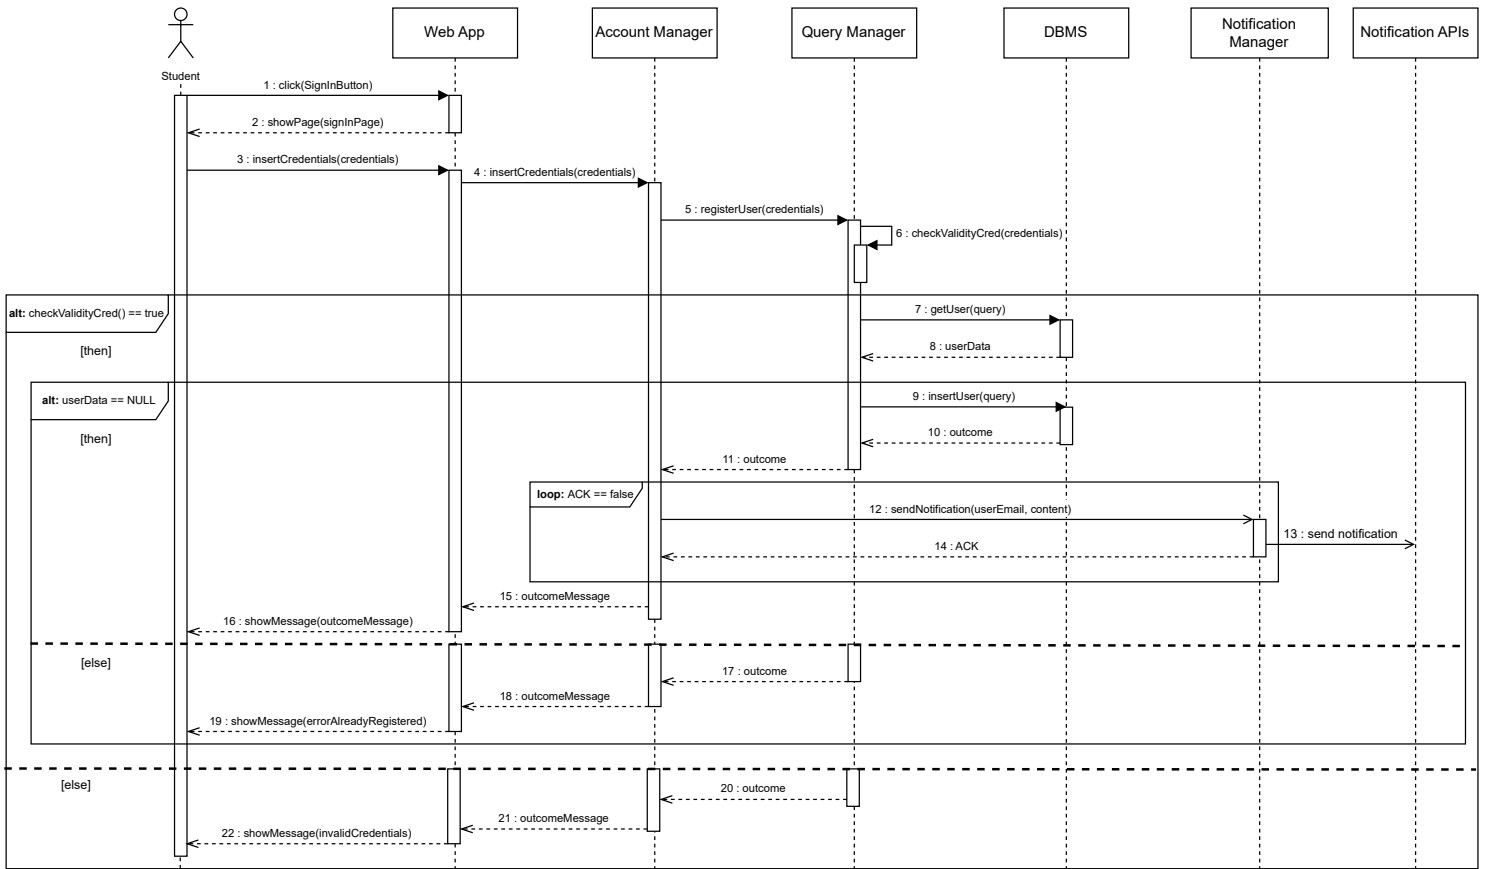 Student
Web App
Account Manager
Query Manager
DBMS
Notification
Manager
Notification APIs
1 : click(SignInButton)
2 : showPage(signInPage)
3 : insertCredentials(credentials)
4 : insertCredentials(credentials)
5 : registerUser(credentials)
6 : checkValidityCred(credentials)
alt: checkValidityCred() == true
[then]
7 : getUser(query)
8 : userData
alt: userData == NULL
[then]
9 : insertUser(query)
10 : outcome
11 : outcome
loop: ACK == false
12 : sendNotification(userEmail, content)
13 : send notification
14 : ACK
15 : outcomeMessage
16 : showMessage(outcomeMessage)
[else]
17 : outcome
18 : outcomeMessage
19 : showMessage(errorAlreadyRegistered)
[else]
20 : outcome
21 : outcomeMessage
22 : showMessage(invalidCredentials)